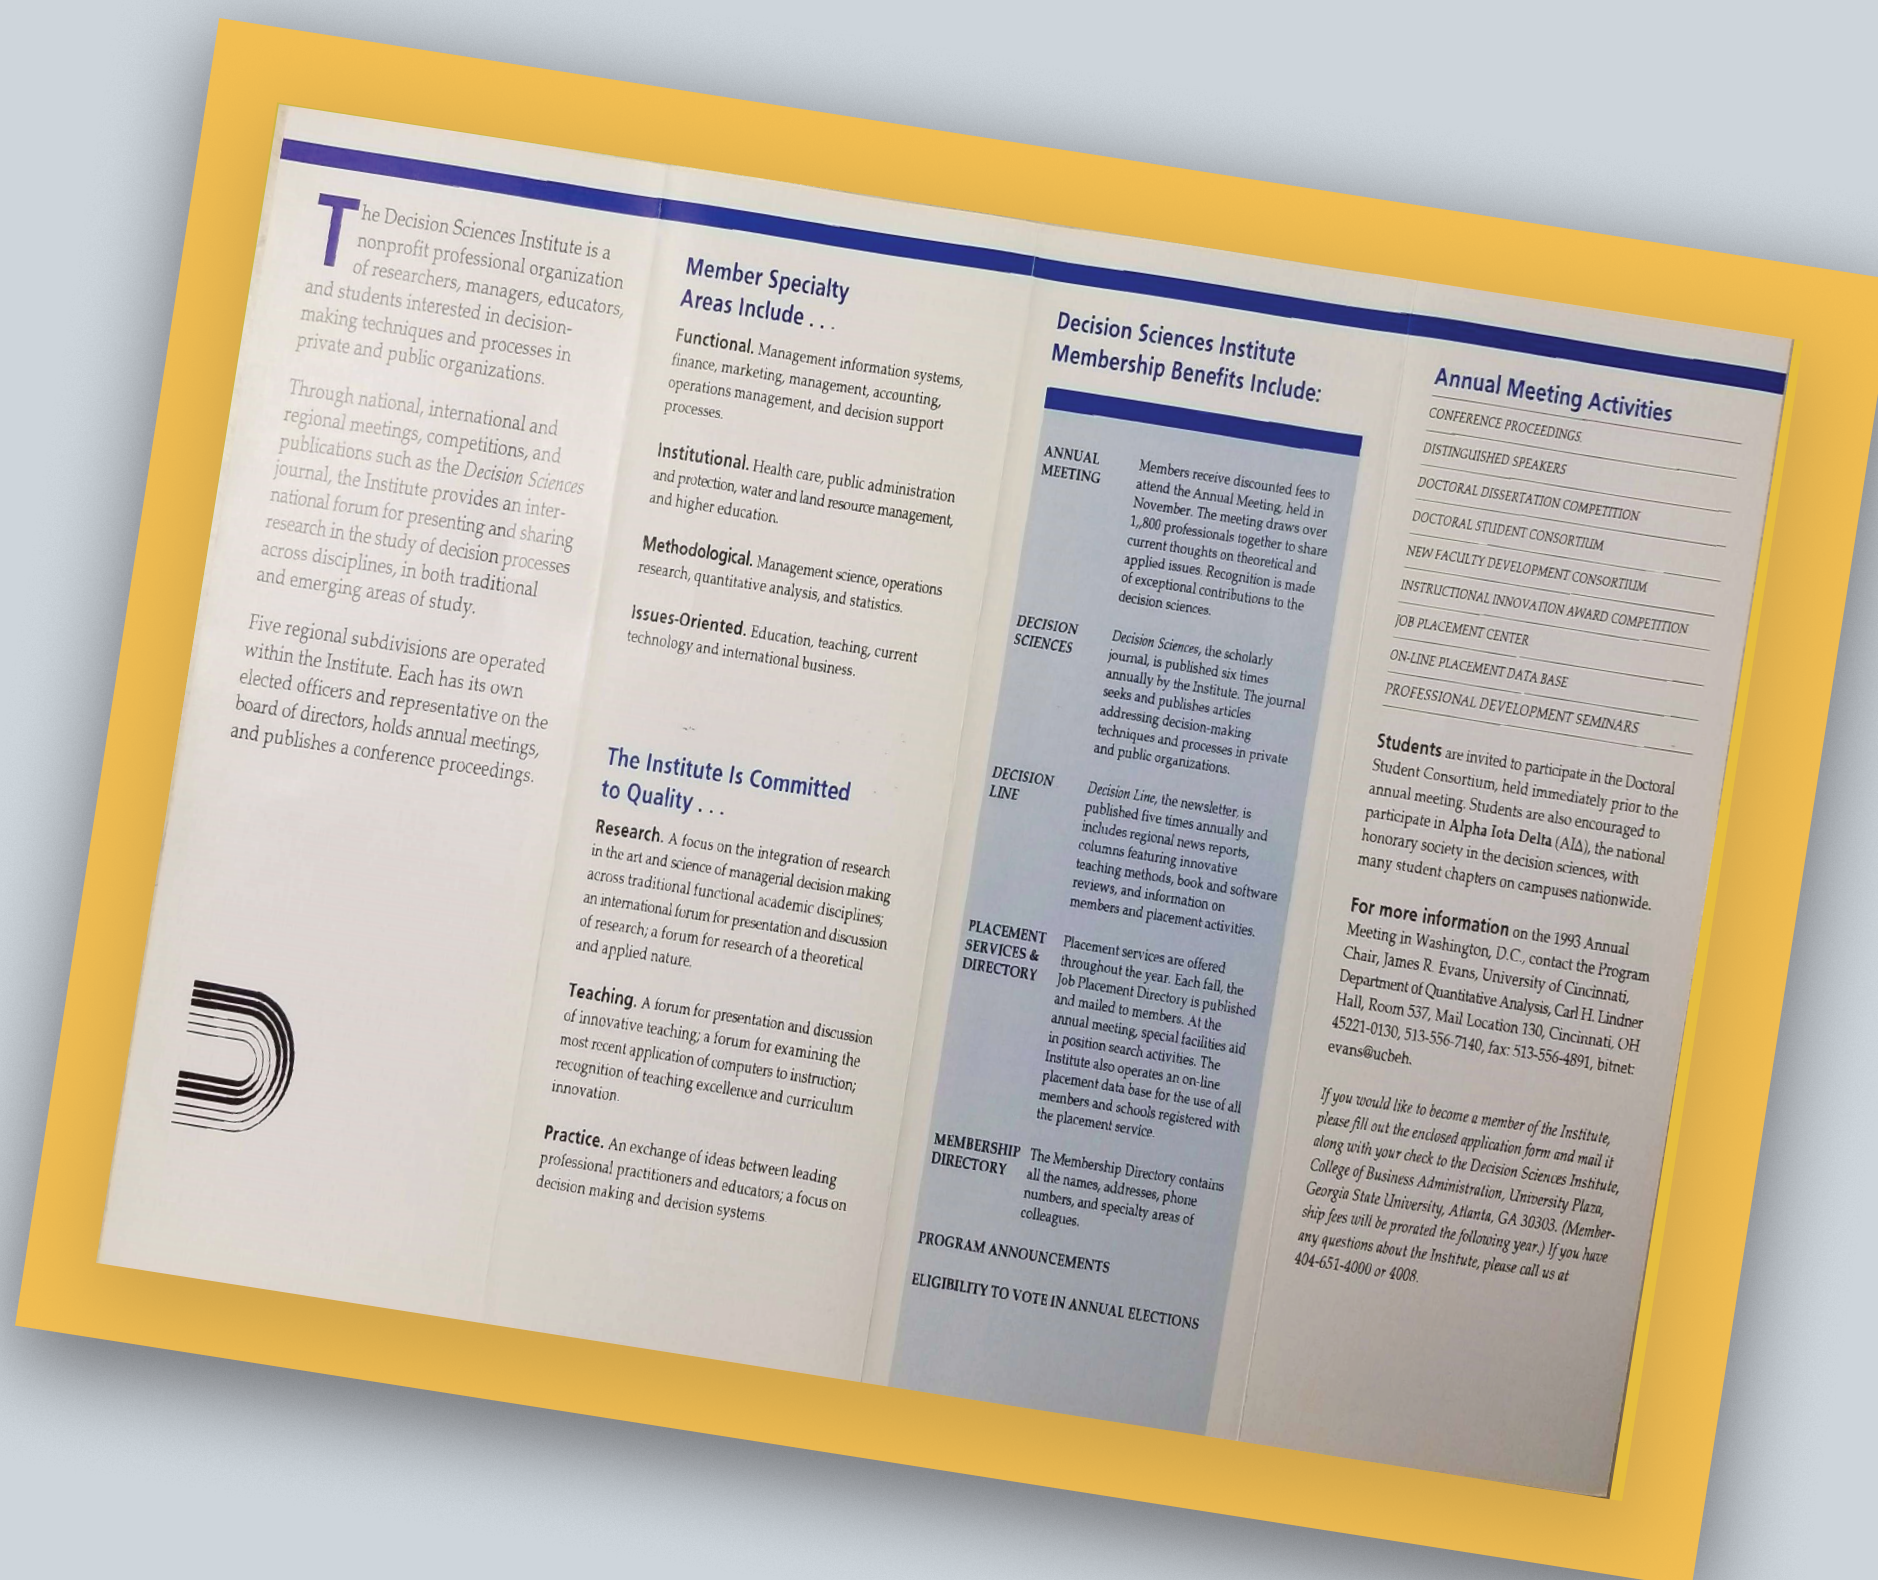 The Decision Sciences Institute is a
nonprofit professional organization
of researchers, managers, educators,
and students interested in decision-
making techniques and processes in
private and public organizations.
Through national, international and
regional meetings, competitions, and
publications such as the Decision Sciences
journal, the Institute provides an inter-
national forum for presenting and sharing
research in the study of decision processes
across disciplines, in both traditional
and emerging areas of study.
Five regional subdivisions are operated
within the Institute. Each has its own
elected officers and representative on the
board of directors, holds annual meetings,
and publishes a conference proceedings.
Member Specialty
Areas Include . . .
Functional. Management information systems,
finance, marketing, management, accounting,
operations management, and decision support
processes.
Institutional. Health care, public administration
and protection, water and land resource management,
and higher education.
Methodological. Management science, operations
research, quantitative analysis, and statistics.
Issues-Oriented. Education, teaching, current
technology and international business.
The Institute Is Committed
to Quality . . .
Research. A focus on the integration of research
in the art and science of managerial decision making
across traditional functional academic disciplines;
an international forum for presentation and discussion
of research; a forum for research of a theoretical
and applied nature.
Teaching. A forum for presentation and discussion
of innovative teaching; a forum for examining the
most recent application of computers to instruction;
recognition of teaching excellence and curriculum
innovation.
Practice. An exchange of ideas between leading
professional practitioners and educators; a focus on
decision making and decision systems.
Decision Sciences Institute
Membership Benefits Include:
ANNUAL
MEETING
Members receive discounted fees to
attend the Annual Meeting, held in
November. The meeting draws over
1,,800 professionals together to share
current thoughts on theoretical and
applied issues. Recognition is made
of exceptional contributions to the
decision sciences.
DECISION
SCIENCES
Decision Sciences, the scholarly
journal, is published six times
annually by the Institute. The journal
seeks and publishes articles
addressing decision-making
techniques and processes in private
and public organizations.
DECISION
LINE
Decision Line, the newsletter, is
published five times annually and
includes regional news reports,
columns featuring innovative
teaching methods, book and software
reviews, and information on
members and placement activities.
PLACEMENT
SERVICES &
DIRECTORY
Placement services are offered
throughout the year. Each fall, the
Job Placement Directory is published
and mailed to members. At the
annual meeting, special facilities aid
in position search activities. The
Institute also operates an on-line
placement data base for the use of all
members and schools registered with
the placement service.
MEMBERSHIP
DIRECTORY
The Membership Directory contains
all the names, addresses, phone
numbers, and specialty areas of
colleagues.
PROGRAM ANNOUNCEMENTS
ELIGIBILITY TO VOTE IN ANNUAL ELECTIONS
Annual Meeting Activities
CONFERENCE PROCEEDINGS.
DISTINGUISHED SPEAKERS
DOCTORAL DISSERTATION COMPETITION
DOCTORAL STUDENT CONSORTIUM
NEW FACULTY DEVELOPMENT CONSORTIUM
INSTRUCTIONAL INNOVATION AWARD COMPETITION
JOB PLACEMENT CENTER
ON-LINE PLACEMENT DATA BASE
PROFESSIONAL DEVELOPMENT SEMINARS
Students are invited to participate in the Doctoral
Student Consortium, held immediately prior to the
annual meeting. Students are also encouraged to
participate in Alpha Iota Delta (AIΔ), the national
honorary society in the decision sciences, with
many student chapters on campuses nationwide.
For more information on the 1993 Annual
Meeting in Washington, D.C., contact the Program
Chair, James R. Evans, University of Cincinnati,
Department of Quantitative Analysis, Carl H. Lindner
Hall, Room 537, Mail Location 130, Cincinnati, OH
45221-0130, 513-556-7140, fax: 513-556-4891, bitnet:
evans@ucbeh.
If you would like to become a member of the Institute,
please fill out the enclosed application form and mail it
along with your check to the Decision Sciences Institute,
College of Business Administration, University Plaza,
Georgia State University, Atlanta, GA 30303. (Member-
ship fees will be prorated the following year.) If you have
any questions about the Institute, please call us at
404-651-4000 or 4008.